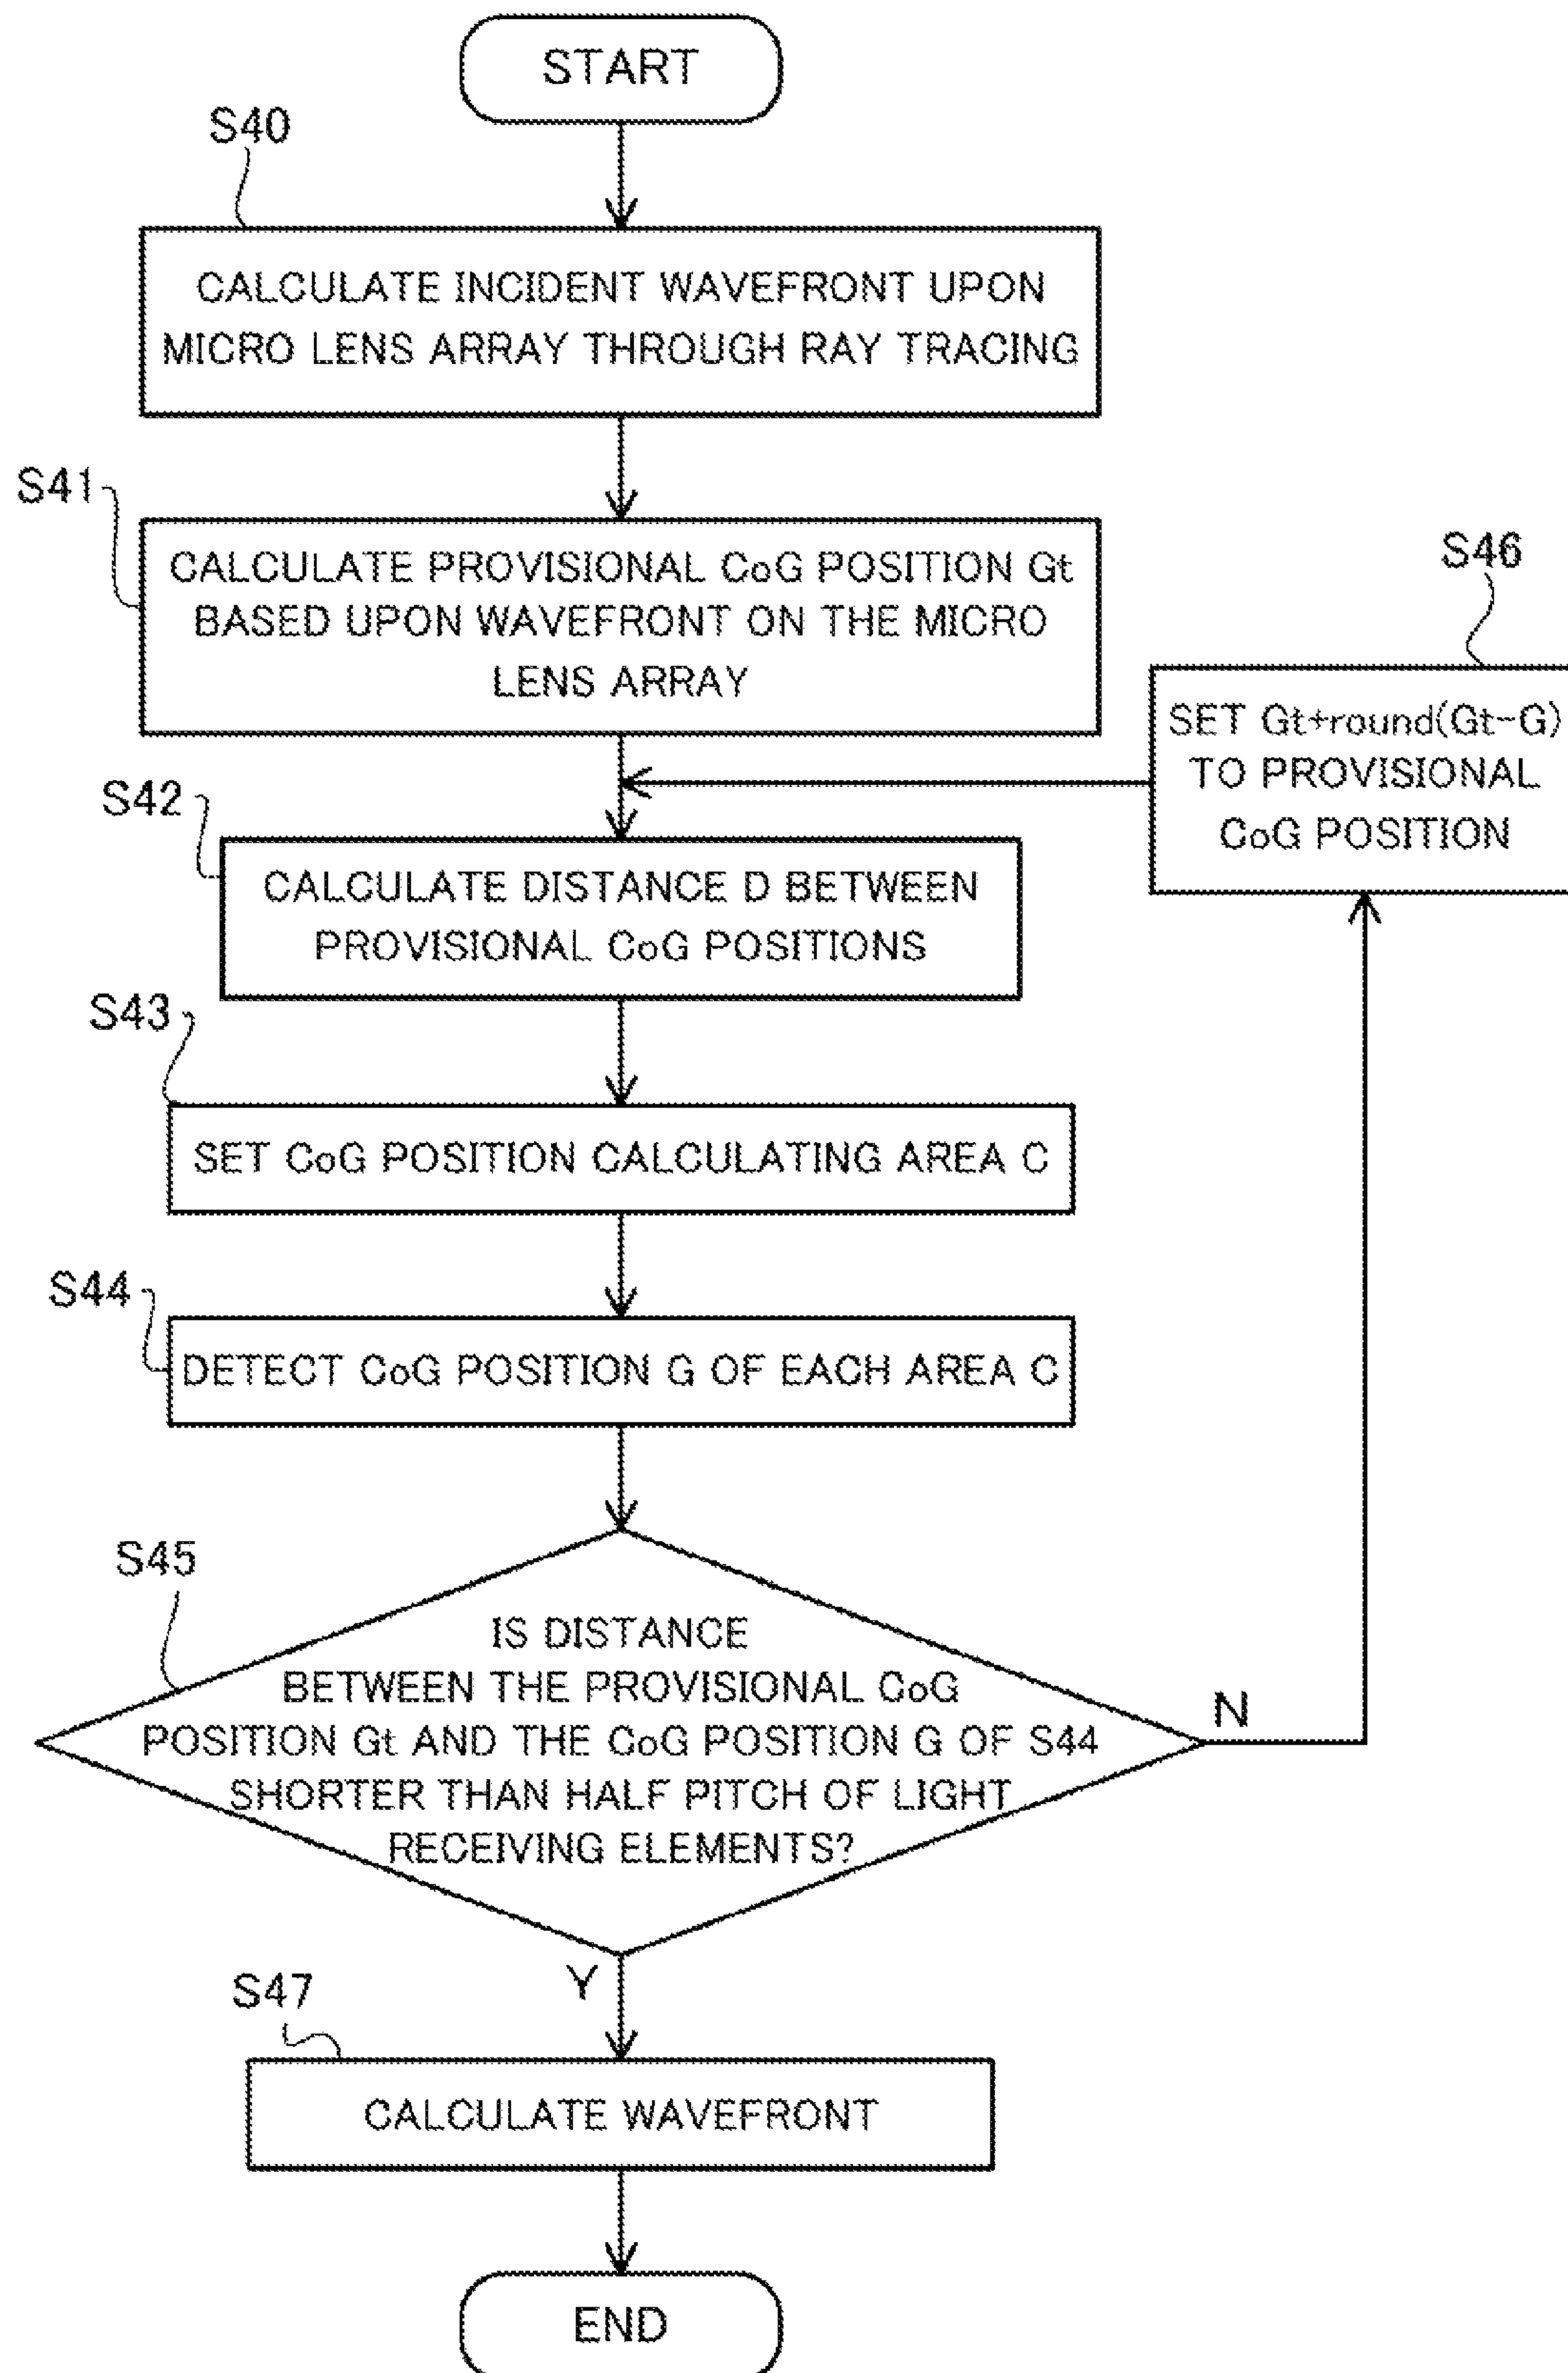 START
S40
CALCULATE INCIDENT WAVEFRONT UPON
MICRO LENS ARRAY THROUGH RAY TRACING
S41
CALCULATE PROVISIONAL CoG POSITION Gt
BASED UPON WAVEFRONT ON THE MICRO
LENS ARRAY
S46
SET Gt+round(Gt-G)
TO PROVISIONAL
CoG POSITION
S42
CALCULATE DISTANCE D BETWEEN
PROVISIONAL CoG POSITIONS
S43
SET CoG POSITION CALCULATING AREA C
S44
DETECT CoG POSITION G OF EACH AREA C
S45
IS DISTANCE
BETWEEN THE PROVISIONAL CoG
POSITION Gt AND THE CoG POSITION G OF S44
SHORTER THAN HALF PITCH OF LIGHT
RECEIVING ELEMENTS?
N
Y
S47
CALCULATE WAVEFRONT
END